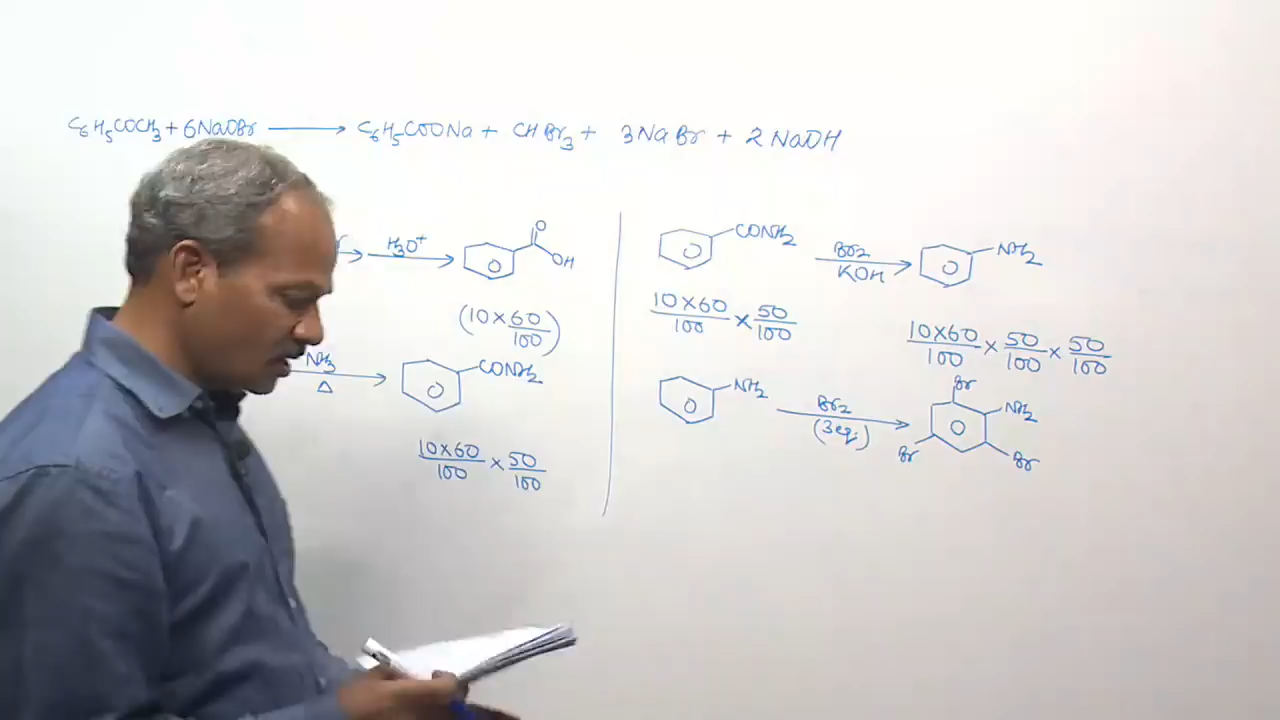 C6H5COCH3 + 6NaOBr ⟶ C6H5COONa + CHBr3 + 3NaBr + 2NaOH
H3O+
O
OH
(10×60/100)
NH3
Δ
CONH2
10×60/100 × 50/100
CONH2
Br2
KOH
NH2
10×60/100 × 50/100
10×60/100 × 50/100 × 50/100
NH2
Br2
(3eq.)
Br
NH2
Br
Br